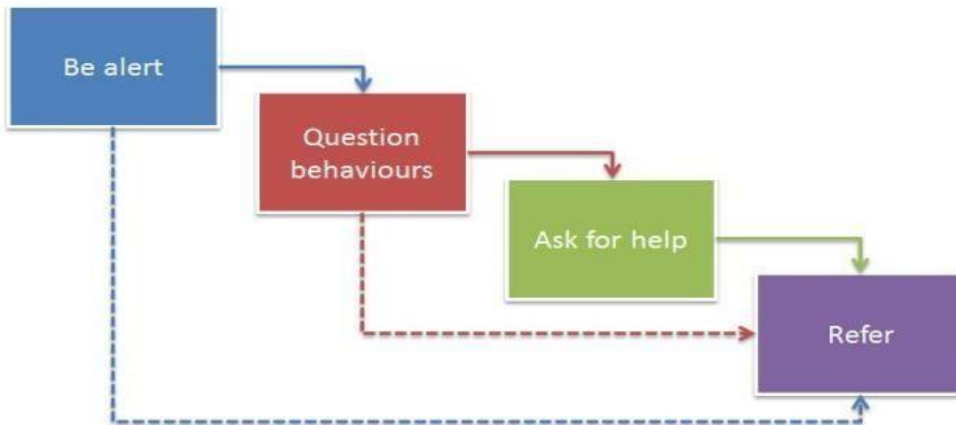 Be alert
Question
behaviours
Ask for help
Refer